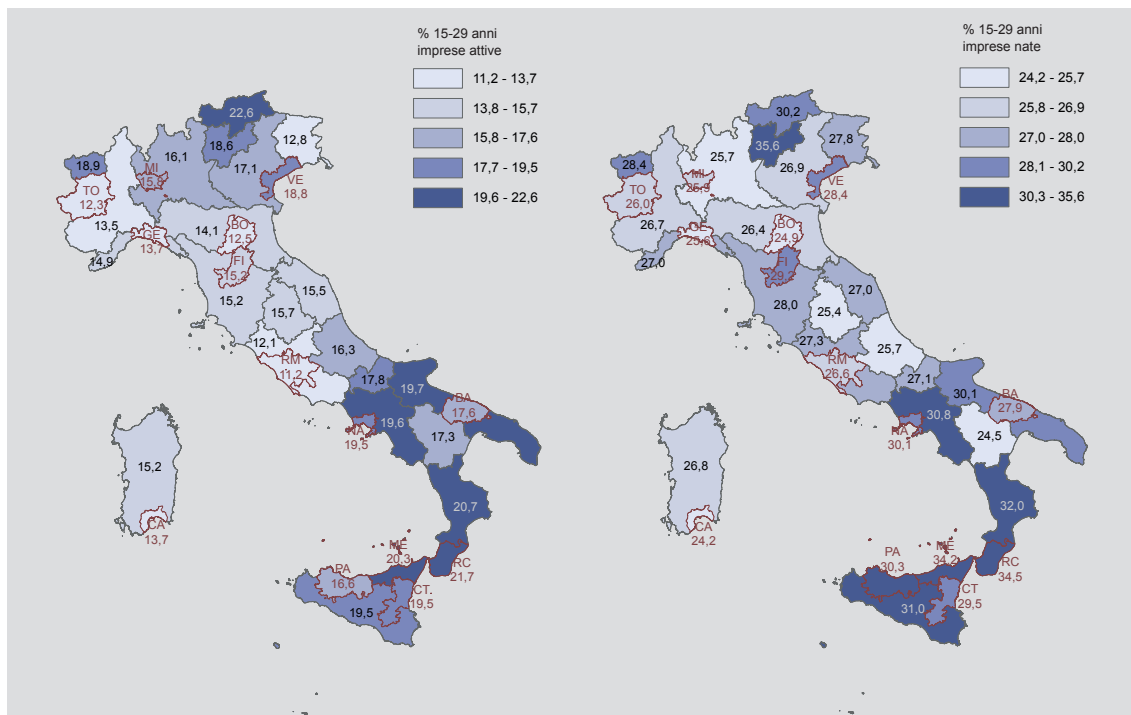 % 15-29 anni
imprese attive
11,2 - 13,7
13,8 - 15,7
15,8 - 17,6
17,7 - 19,5
19,6 - 22,6
22,6
18,6
12,8
16,1
17,1
18,9
MI
15,8
VE
18,8
TO
12,3
13,5
GE
13,7
14,1
BO
12,5
14,9
FI
15,2
15,2
15,5
15,7
12,1
16,3
RM
11,2
17,8
19,7
BA
17,6
19,6
NA
19,5
17,3
15,2
CA
13,7
20,7
ME
20,3
RC
21,7
PA
16,6
CT.
19,5
19,5
% 15-29 anni
imprese nate
24,2 - 25,7
25,8 - 26,9
27,0 - 28,0
28,1 - 30,2
30,3 - 35,6
30,2
35,6
27,8
25,7
26,9
28,4
MI
25,9
VE
28,4
TO
26,0
26,7
GE
25,6
26,4
BO
24,9
27,0
FI
29,2
28,0
27,0
25,4
27,3
25,7
RM
26,6
27,1
30,1
BA
27,9
30,8
NA
30,1
24,5
26,8
CA
24,2
32,0
ME
34,2
RC
34,5
PA
30,3
CT
29,5
31,0